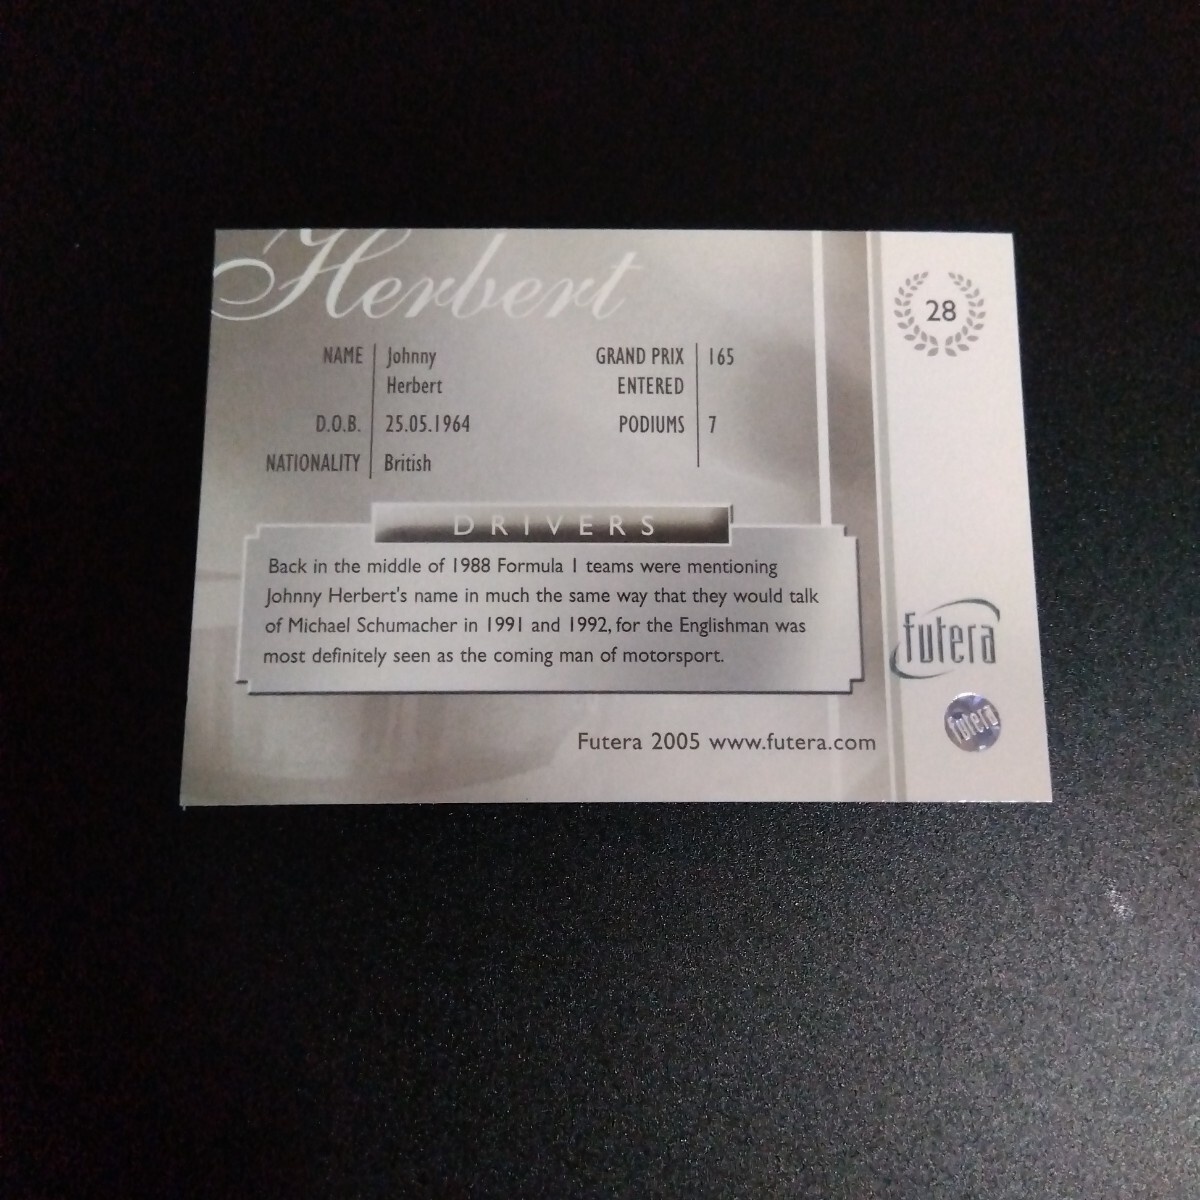 Herbert
28
NAME Johnny
Herbert
D.O.B. 25.05.1964
NATIONALITY British
GRAND PRIX 165
ENTERED
PODIUMS 7
DRIVERS
Back in the middle of 1988 Formula 1 teams were mentioning
Johnny Herbert's name in much the same way that they would talk
of Michael Schumacher in 1991 and 1992, for the Englishman was
most definitely seen as the coming man of motorsport.
futera
futera
Futera 2005 www.futera.com